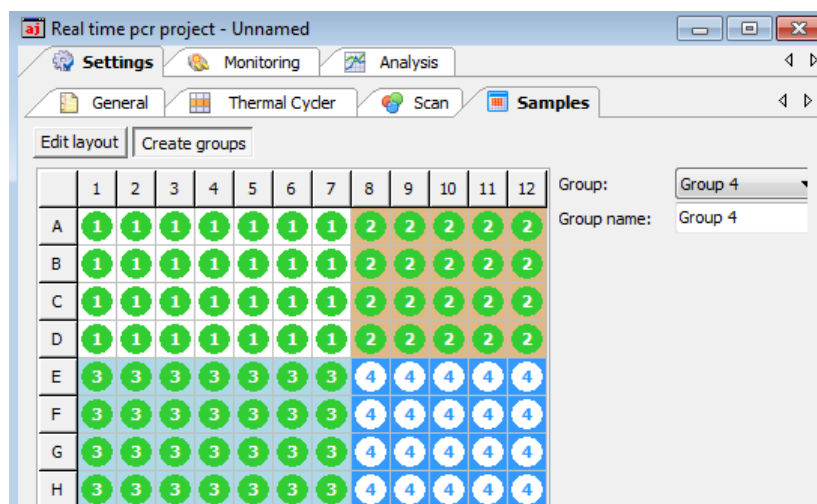 aj Real time pcr project - Unnamed
Settings Monitoring Analysis
General Thermal Cycler Scan Samples
Edit layout Create groups
1 2 3 4 5 6 7 8 9 10 11 12 Group: Group 4
A 1 1 1 1 1 1 1 2 2 2 2 2 Group name: Group 4
B 1 1 1 1 1 1 1 2 2 2 2 2
C 1 1 1 1 1 1 1 2 2 2 2 2
D 1 1 1 1 1 1 1 2 2 2 2 2
E 3 3 3 3 3 3 3 4 4 4 4 4
F 3 3 3 3 3 3 3 4 4 4 4 4
G 3 3 3 3 3 3 3 4 4 4 4 4
H 3 3 3 3 3 3 3 4 4 4 4 4